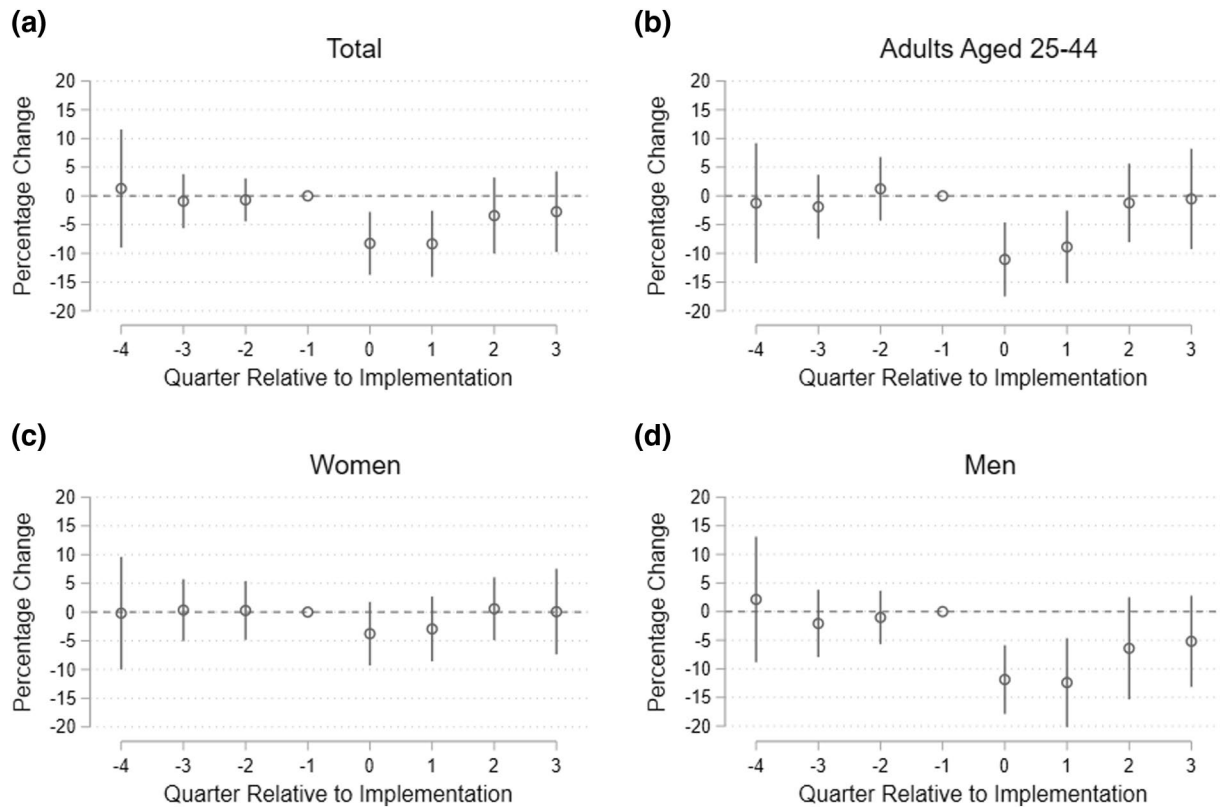 (a)
Total
Percentage Change
20
15
10
5
0
-5
-10
-15
-20
-4 -3 -2 -1 0 1 2 3
Quarter Relative to Implementation
(b)
Adults Aged 25-44
Percentage Change
20
15
10
5
0
-5
-10
-15
-20
-4 -3 -2 -1 0 1 2 3
Quarter Relative to Implementation
(c)
Women
Percentage Change
20
15
10
5
0
-5
-10
-15
-20
-4 -3 -2 -1 0 1 2 3
Quarter Relative to Implementation
(d)
Men
Percentage Change
20
15
10
5
0
-5
-10
-15
-20
-4 -3 -2 -1 0 1 2 3
Quarter Relative to Implementation